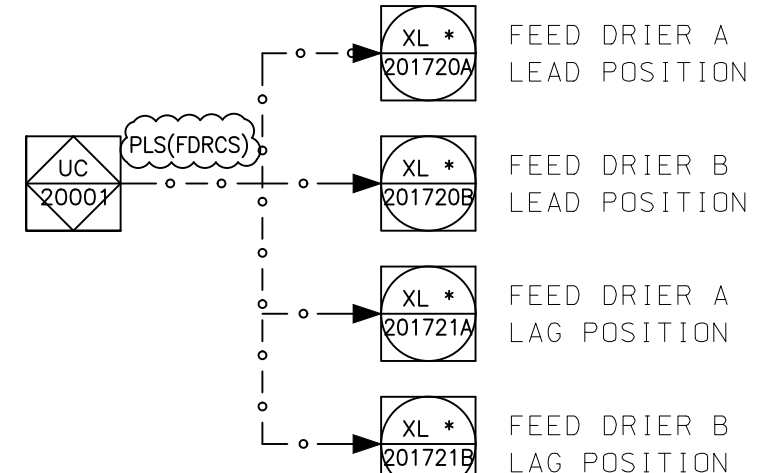 XL *
201720A
FEED DRIER A
LEAD POSITION
PLS(FDRCS)
UC
20001
XL *
201720B
FEED DRIER B
LEAD POSITION
XL *
201721A
FEED DRIER A
LAG POSITION
XL *
201721B
FEED DRIER B
LAG POSITION